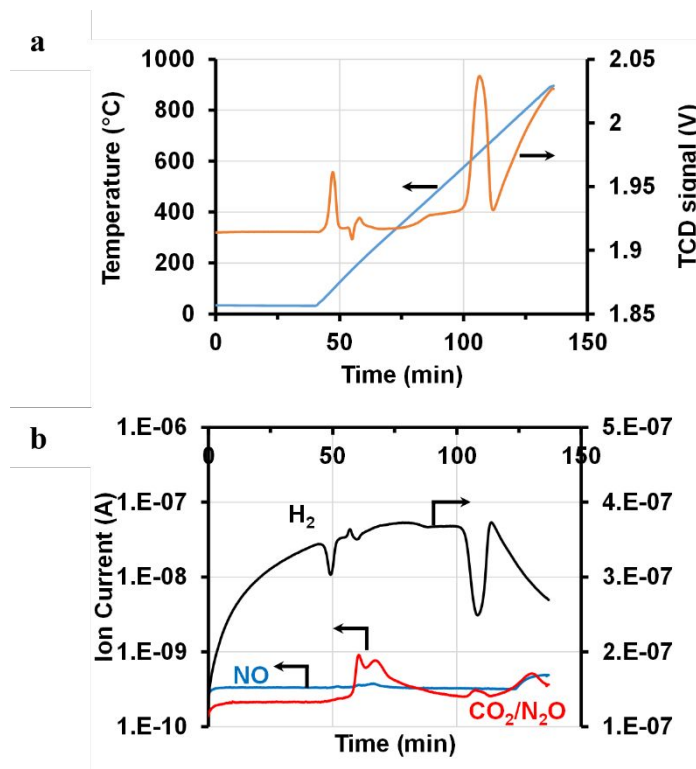 a
Temperature (°C)
1000
800
600
400
200
0
2.05
2
1.95
1.9
1.85
TCD signal (V)
0
50
100
150
Time (min)
b
Ion Current (A)
1.E-06
1.E-07
1.E-08
1.E-09
1.E-10
5.E-07
4.E-07
3.E-07
2.E-07
1.E-07
0
50
100
150
H₂
NO
CO₂/N₂O
Time (min)